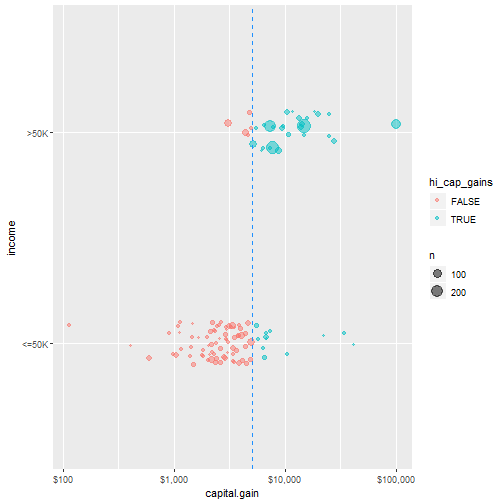 >50K
<=50K
income
$100
$1,000
$10,000
$100,000
capital.gain
hi_cap_gains
FALSE
TRUE
n
100
200